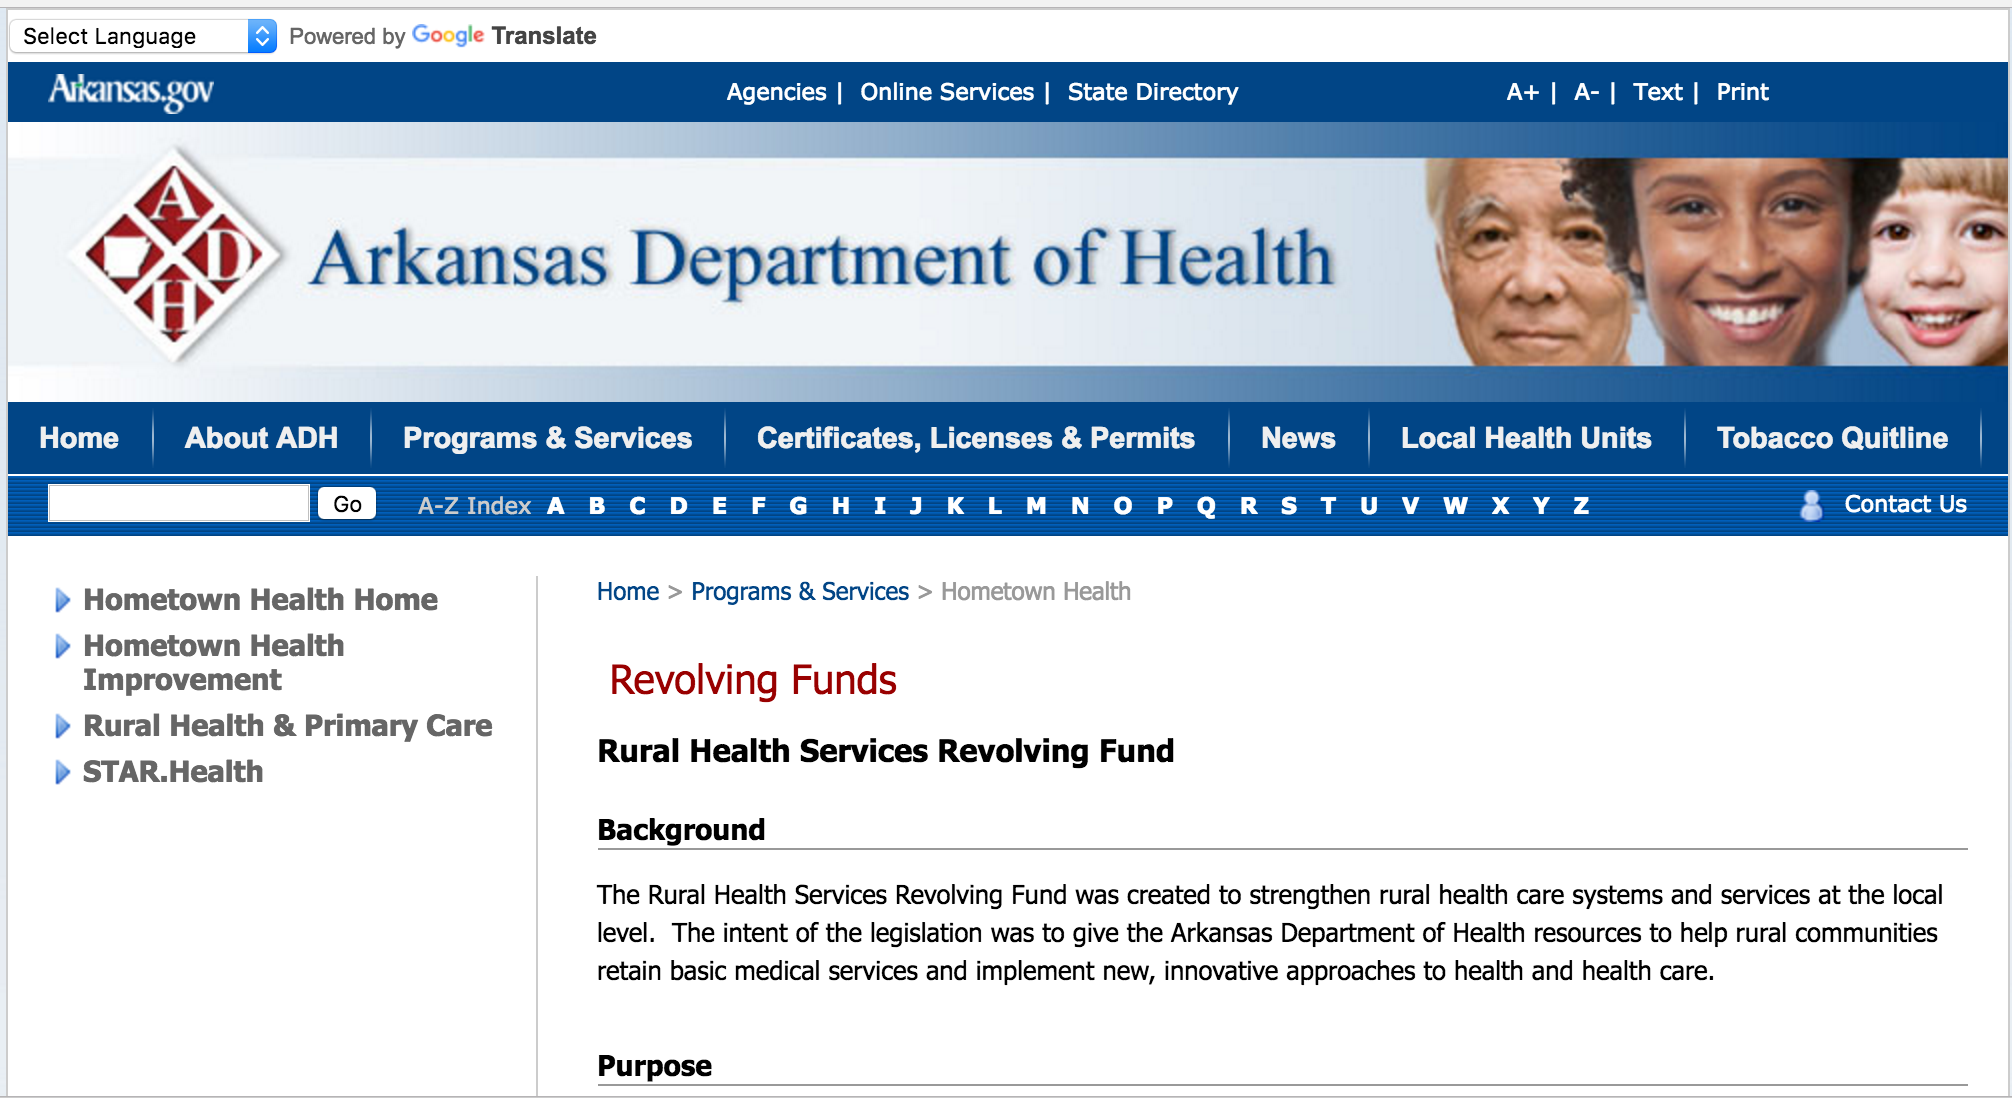 Select Language Powered by Google Translate
Arkansas.gov Agencies | Online Services | State Directory A+ | A- | Text | Print
A D H
Arkansas Department of Health
Home About ADH Programs & Services Certificates, Licenses & Permits News Local Health Units Tobacco Quitline
Go A-Z Index A B C D E F G H I J K L M N O P Q R S T U V W X Y Z Contact Us
Hometown Health Home
Hometown Health
Improvement
Rural Health & Primary Care
STAR.Health
Home > Programs & Services > Hometown Health
Revolving Funds
Rural Health Services Revolving Fund
Background
The Rural Health Services Revolving Fund was created to strengthen rural health care systems and services at the local
level.  The intent of the legislation was to give the Arkansas Department of Health resources to help rural communities
retain basic medical services and implement new, innovative approaches to health and health care.
Purpose